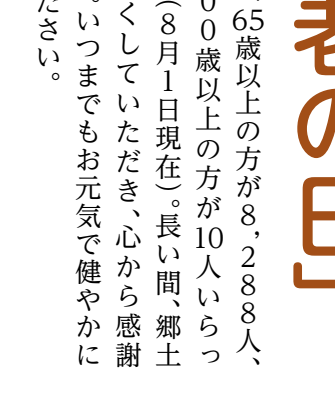 老の日」
65歳以上の方が8,288人、
00歳以上の方が10人いらっ
(8月1日現在)。長い間、郷土
くしていただき、心から感謝
。いつまでもお元気で健やかに
ださい。